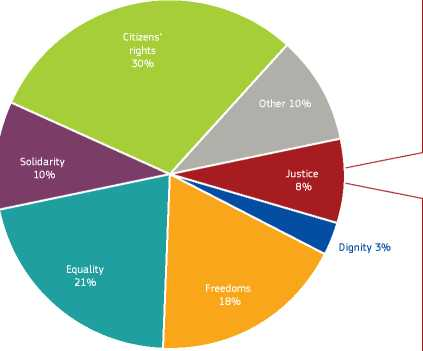 Citizens'
rights
30%
Other 10%
Justice
8%
Solidarity
10%
Dignity 3%
Equality
21%
Freedoms
18%